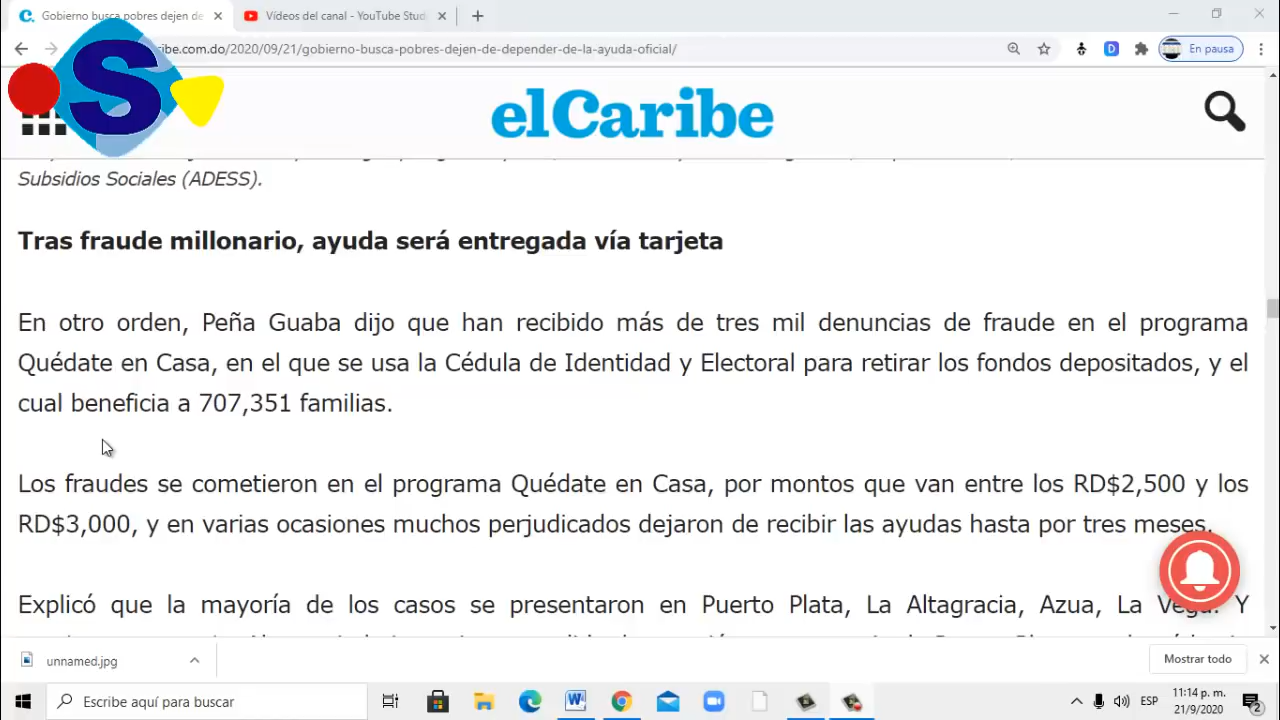 Gobierno busca pobres dejen de
Vídeos del canal - YouTube Stud
ribe.com.do/2020/09/21/gobierno-busca-pobres-dejen-de-depender-de-la-ayuda-oficial/
D
En pausa
S
elCaribe
Subsidios Sociales (ADESS).
Tras fraude millonario, ayuda será entregada vía tarjeta
En otro orden, Peña Guaba dijo que han recibido más de tres mil denuncias de fraude en el programa
Quédate en Casa, en el que se usa la Cédula de Identidad y Electoral para retirar los fondos depositados, y el
cual beneficia a 707,351 familias.
Los fraudes se cometieron en el programa Quédate en Casa, por montos que van entre los RD$2,500 y los
RD$3,000, y en varias ocasiones muchos perjudicados dejaron de recibir las ayudas hasta por tres meses.
Explicó que la mayoría de los casos se presentaron en Puerto Plata, La Altagracia, Azua, La Vega. Y
unnamed.jpg
Mostrar todo
Escribe aquí para buscar
ESP
11:14 p. m.
21/9/2020
2